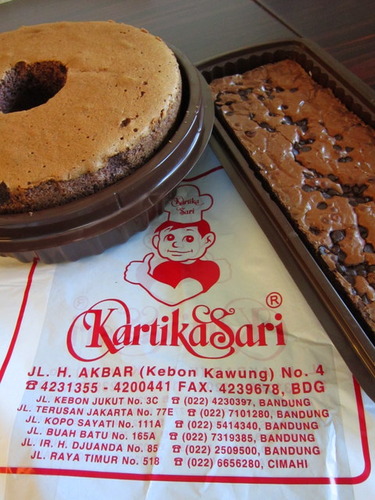 Kartika
Sari
KartikaSari ®
JL. H. AKBAR (Kebon Kawung) No. 4
☎ 4231355 - 4200441 FAX. 4239678, BDG
JL. KEBON JUKUT No. 3C ☎ (022) 4230397, BANDUNG
JL. TERUSAN JAKARTA No. 77E ☎ (022) 7101280, BANDUNG
JL. KOPO SAYATI No. 111A ☎ (022) 5414340, BANDUNG
JL. BUAH BATU No. 165A ☎ (022) 7319385, BANDUNG
JL. IR. H. DJUANDA No. 85 ☎ (022) 2509500, BANDUNG
JL. RAYA TIMUR No. 518 ☎ (022) 6656280, CIMAHI